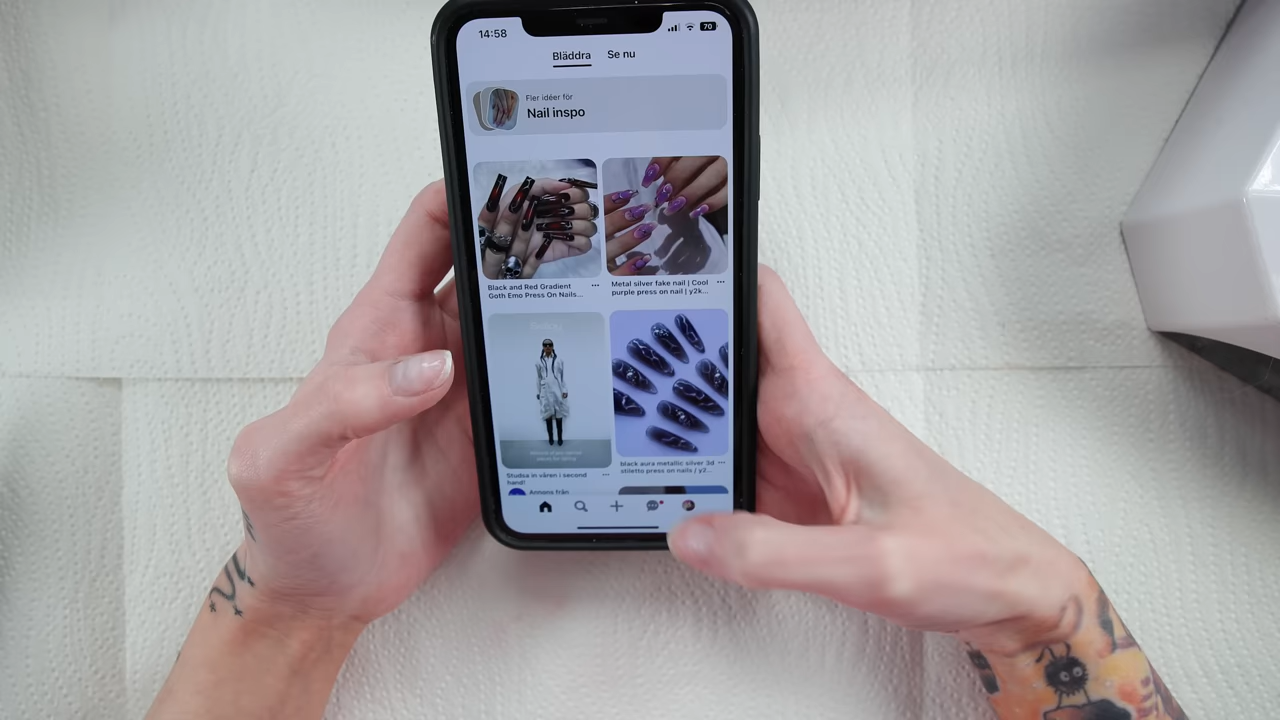 14:58
70
Bläddra
Se nu
Fler idéer för
Nail inspo
Black and Red Gradient
Goth Emo Press On Nails...
Metal silver fake nail | Cool
purple press on nail | y2k...
Studsa in våren i second
hand!
Annons från
black aura metallic silver 3d
stiletto press on nails / y2...